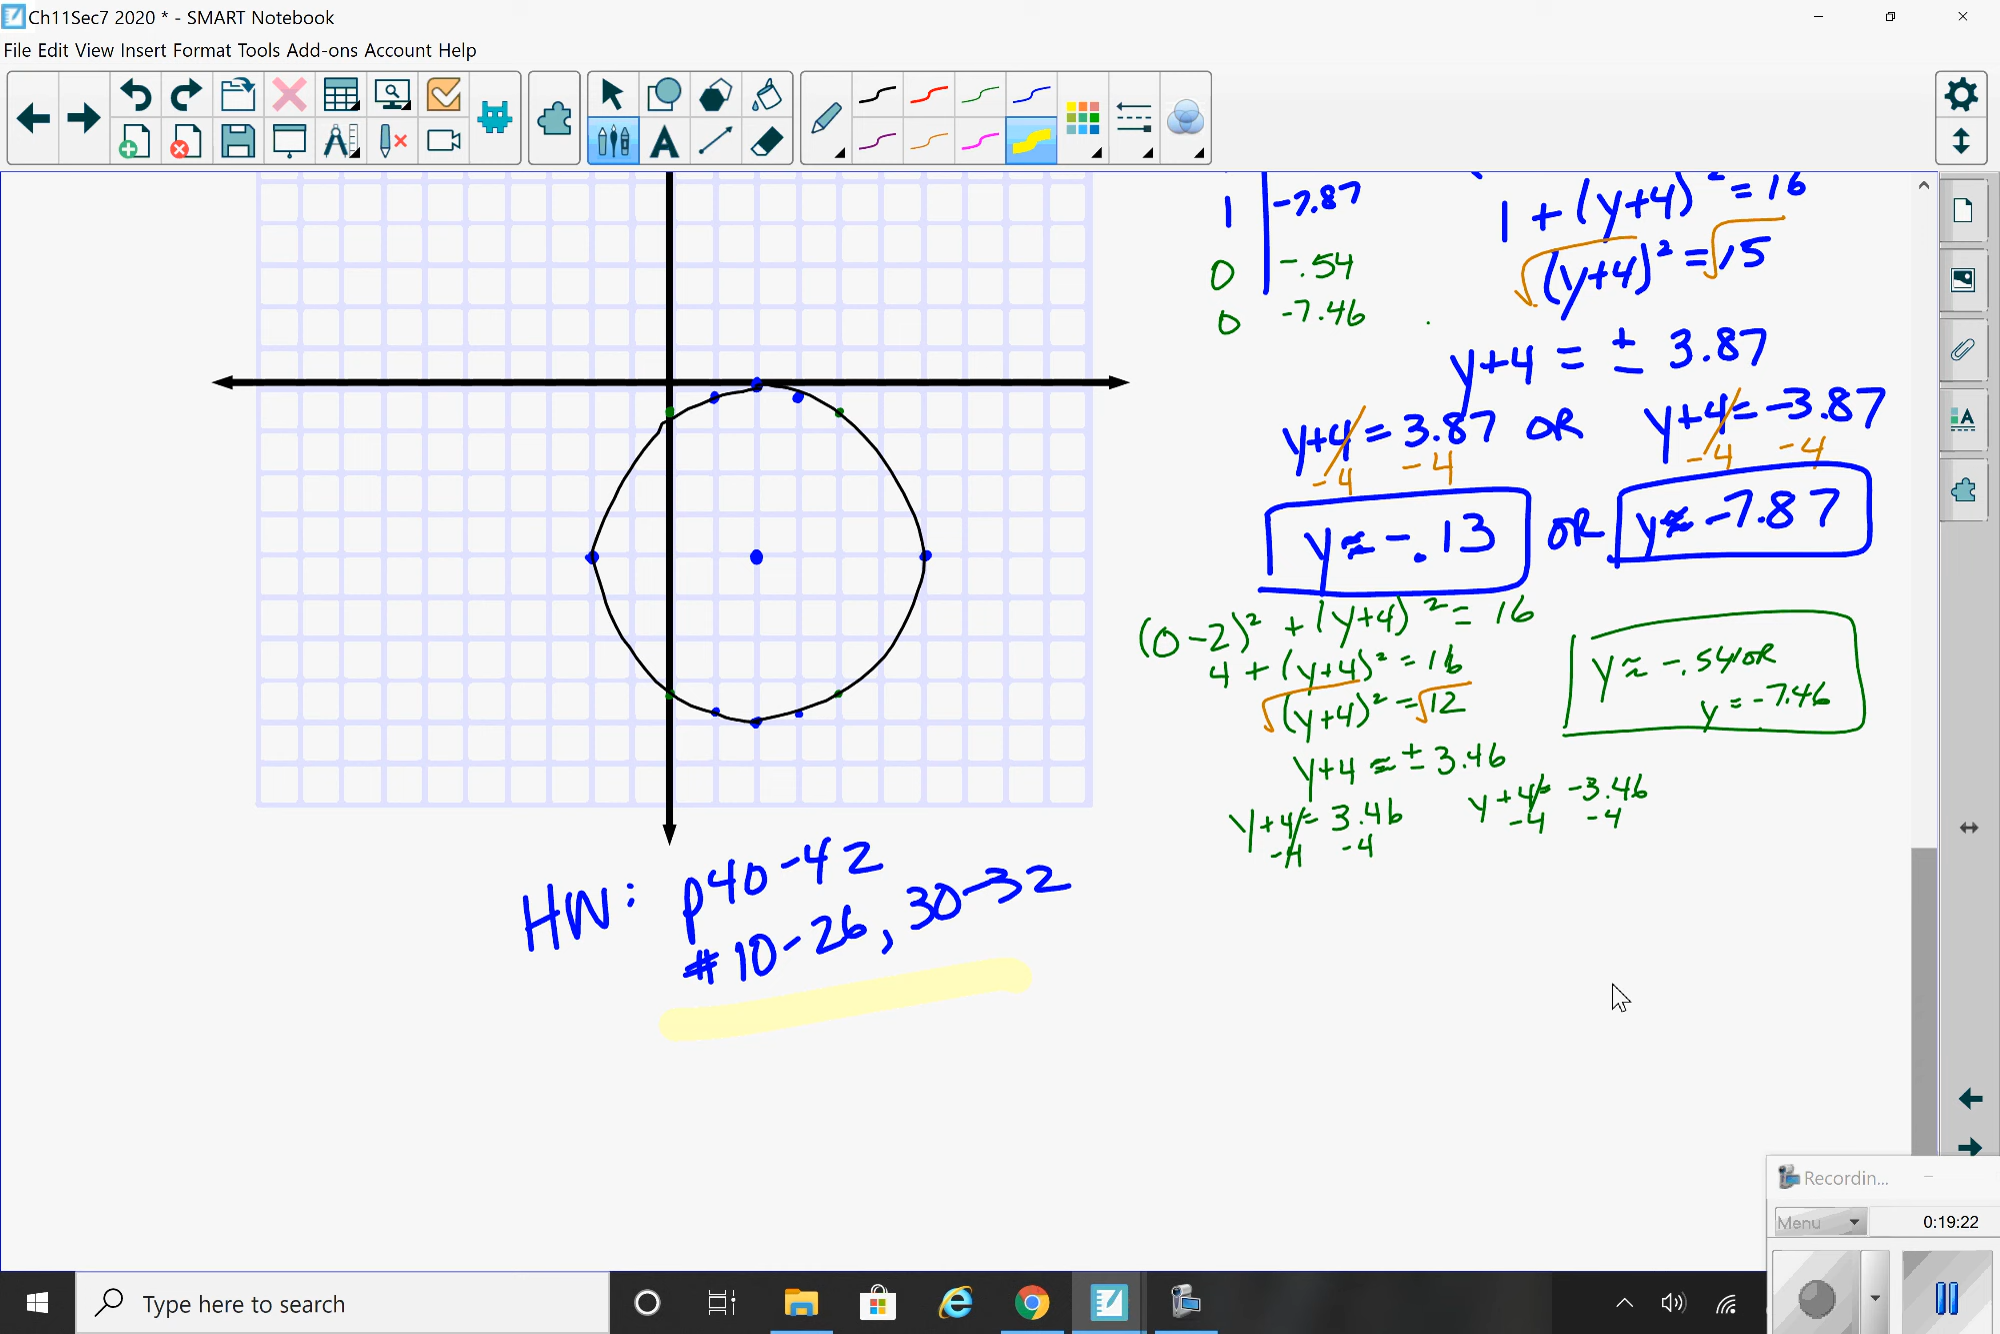 Ch11Sec7 2020 * - SMART Notebook
File Edit View Insert Format Tools Add-ons Account Help
1 -7.87
0 -.54
0 -7.46
1 + (y+4)² = 16
√(y+4)² = √15
y+4 = ± 3.87
y+4 = 3.87 OR y+4 = -3.87
-4 -4 -4 -4
y ≈ -.13 OR y ≈ -7.87
(0-2)² + (y+4)² = 16
4 + (y+4)² = 16
√(y+4)² = √12
y+4 ≈ ± 3.46
y+4 = 3.46 y+4 = -3.46
-4 -4 -4 -4
y ≈ -.54 OR
y = -7.46
HW: p40-42
#10-26, 30-32
Recordin...
Menu 0:19:22
Type here to search